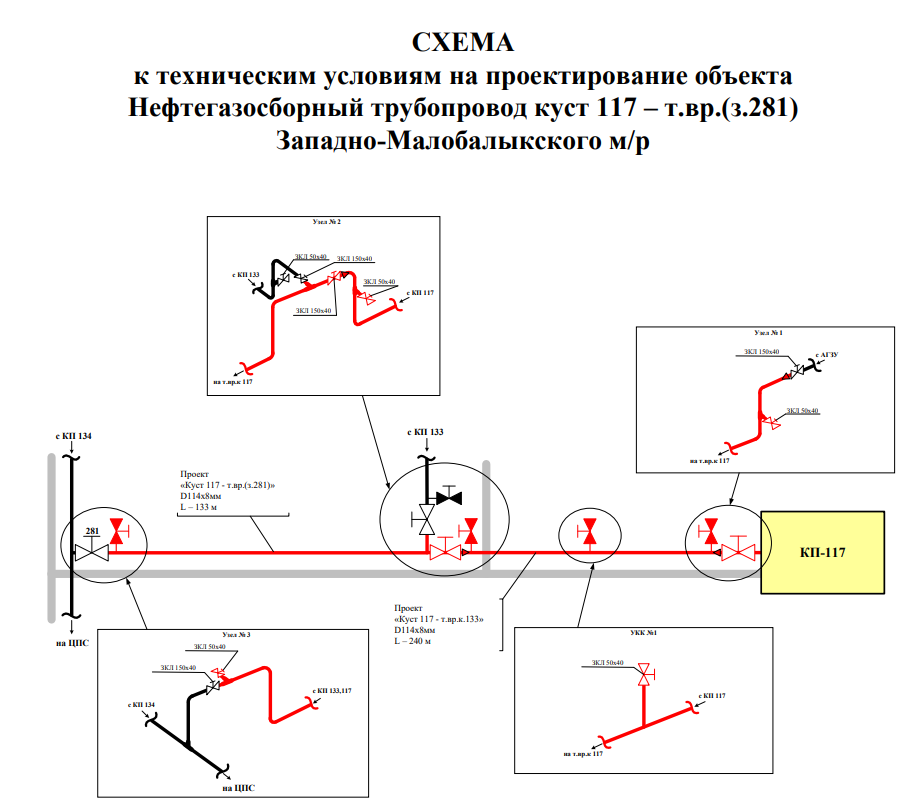 СХЕМА
к техническим условиям на проектирование объекта
Нефтегазосборный трубопровод куст 117 – т.вр.(з.281)
Западно-Малобалыкского м/р
Узел № 2
ЗКЛ 50х40
ЗКЛ 150х40
с КП 133
ЗКЛ 50х40
с КП 117
ЗКЛ 150х40
на т.вр.к 117
Узел № 1
ЗКЛ 150х40
с АГЗУ
ЗКЛ 50х40
на т.вр.к 117
с КП 134
с КП 133
Проект
«Куст 117 - т.вр.(з.281)»
D114х8мм
L – 133 м
281
КП-117
Проект
«Куст 117 - т.вр.к.133»
D114х8мм
L – 240 м
на ЦПС
Узел № 3
ЗКЛ 50х40
ЗКЛ 150х40
с КП 133,117
с КП 134
на ЦПС
УКК №1
ЗКЛ 50х40
с КП 117
на т.вр.к 117